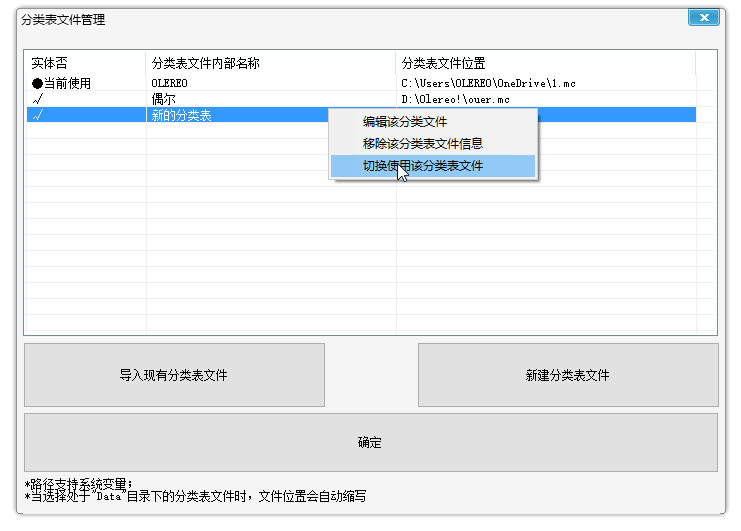 分类表文件管理
实体否 分类表文件内部名称 分类表文件位置
●当前使用 OLEREO C:\Users\OLEREO\OneDrive\1.mc
√ 偶尔 D:\Olereo!\ouer.mc
√ 新的分类表
编辑该分类文件
移除该分类表文件信息
切换使用该分类表文件
导入现有分类表文件 新建分类表文件
确定
*路径支持系统变量;
*当选择处于"Data"目录下的分类表文件时，文件位置会自动缩写